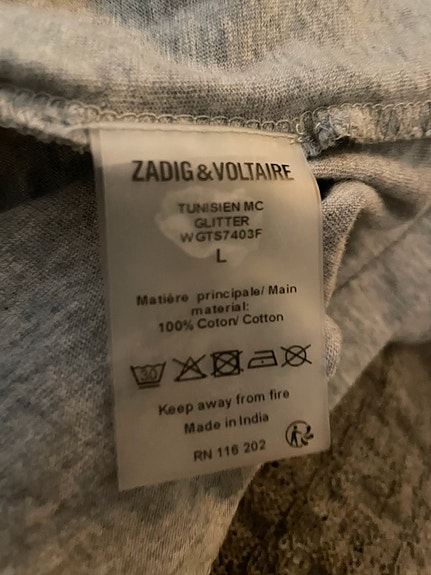 ZADIG&VOLTAIRE
TUNISIEN MC
GLITTER
WGTS7403F
L
Matière principale/ Main
material:
100% Coton/ Cotton
30
Keep away from fire
Made in India
RN 116 202